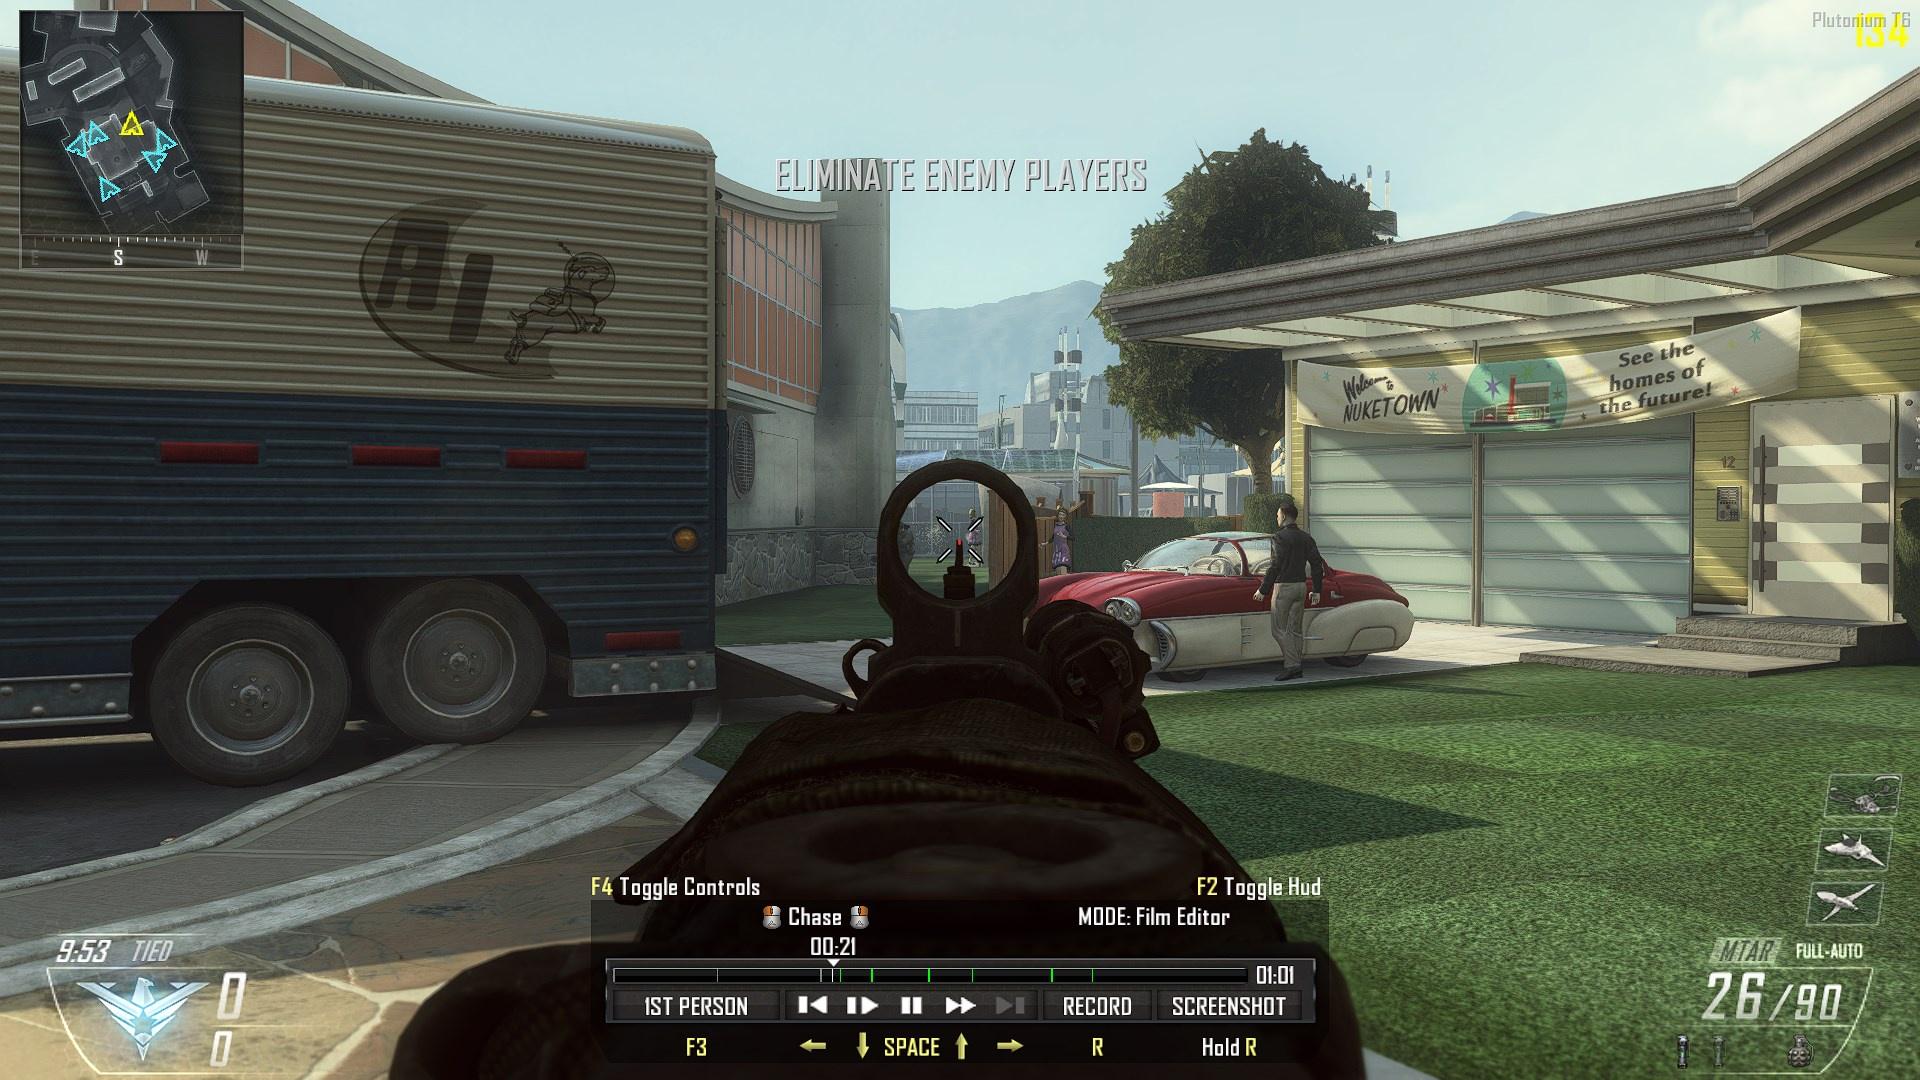 Plutonium T6
134
E S W
AI
ELIMINATE ENEMY PLAYERS
Welcome to NUKETOWN
See the
homes of
the future!
12
F4 Toggle Controls
F2 Toggle Hud
Chase
MODE: Film Editor
00:21
01:01
1ST PERSON
RECORD
SCREENSHOT
F3
SPACE
R
Hold R
9:53 TIED
0
0
MTAR FULL-AUTO
26/90